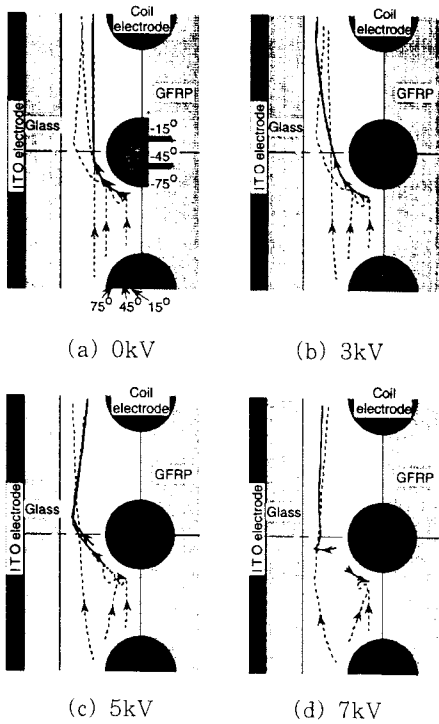 Coil
electrode
GFRP
Glass
ITO electrode
-15°
-45°
-75°
75° 45° 15°
(a) 0kV
Coil
electrode
GFRP
Glass
ITO electrode
(b) 3kV
Coil
electrode
GFRP
Glass
ITO electrode
(c) 5kV
Coil
electrode
GFRP
Glass
ITO electrode
(d) 7kV